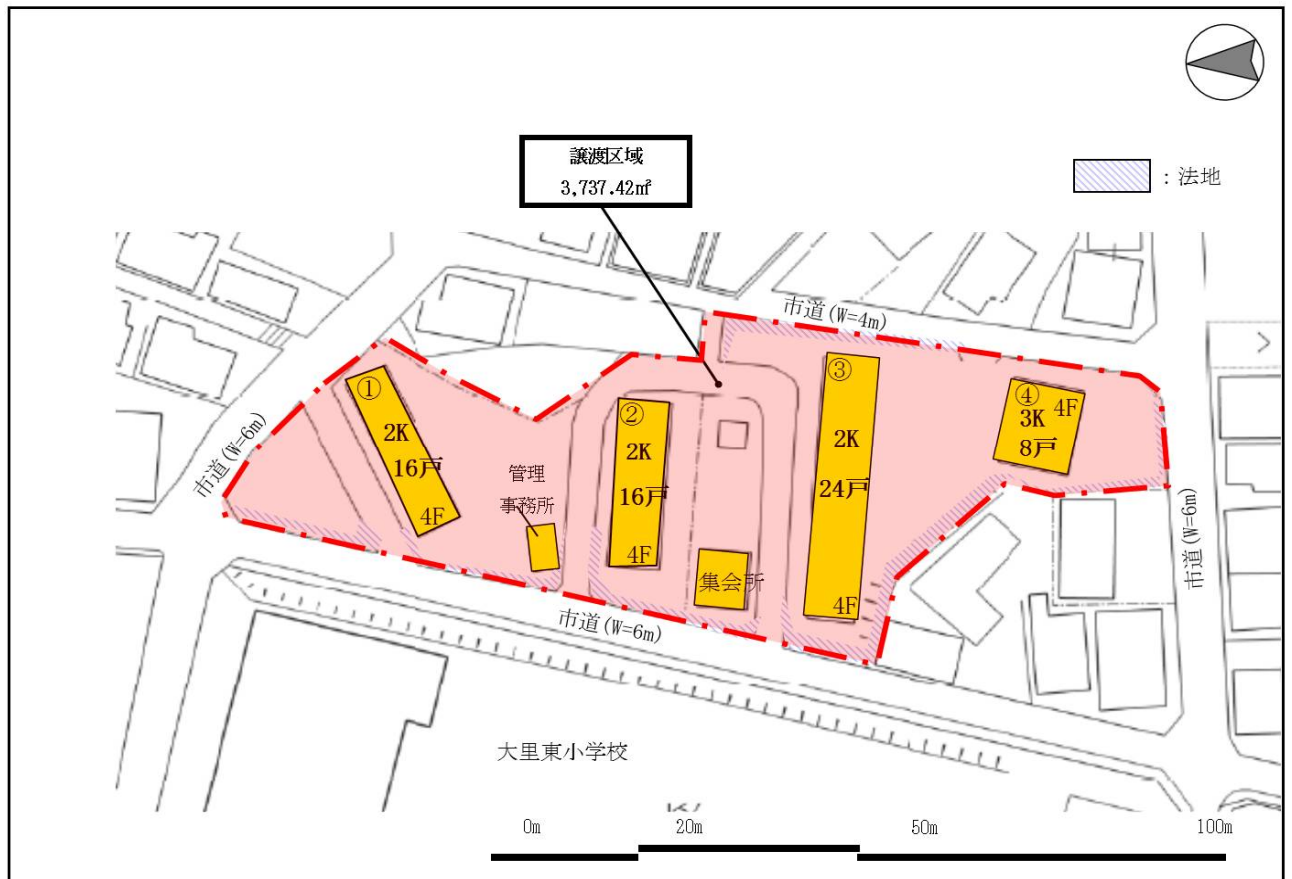 譲渡区域
3,737.42㎡
：法地
市道(W=4m)
市道(W=6m)
①
2K
16戸
4F
管理
事務所
②
2K
16戸
4F
集会所
③
2K
24戸
4F
④
4F
3K
8戸
市道(W=6m)
市道(W=6m)
大里東小学校
0m
20m
50m
100m